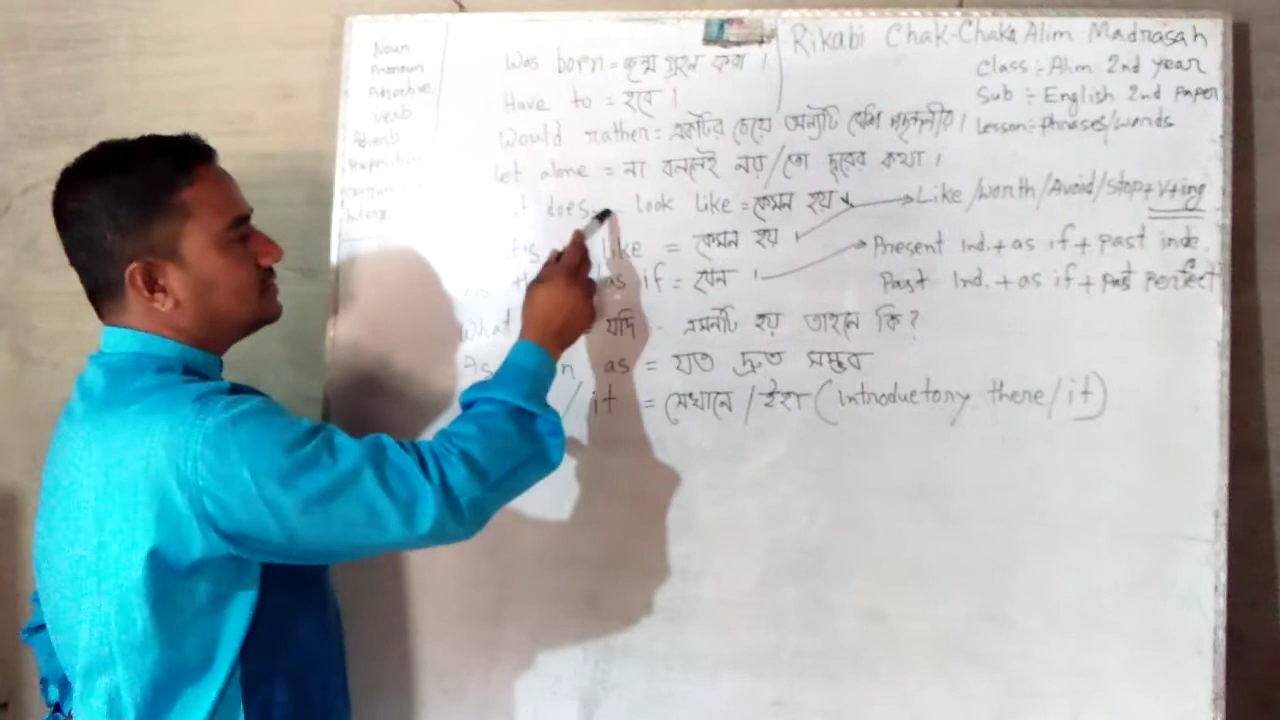 Rikabi Chak-Chaka Alim Madrasah
Class :- Alim 2nd year
Sub :- English 2nd Paper
Lesson:- phrases/words
Noun
Pronoun
Adjective
Verb
Adverb
Preposition
Was born = জন্ম গ্রহন করা ।
Have to = হবে ।
Would rather = একটির চেয়ে অন্যটি বেশি পছন্দনীয় ।
Let alone = না বললেই নয়/তো দূরের কথা ।
does look like = কেমন হয়
Like/worth/Avoid/stop+v+ing
like = কেমন হয় ।
Present Ind. + as if + past inde.
as if = যেন ।
Past Ind. + as if + past perfect
What যদি এমনটি হয় তাহলে কি?
As as = যত দ্রুত সম্ভব
/ it = সেখানে/ইহা (Introductory there/it)